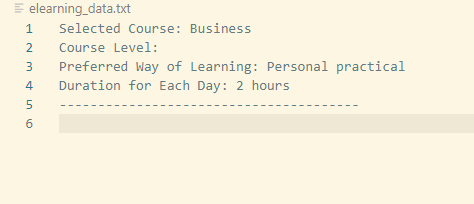 elearning_data.txt
1 Selected Course: Business
2 Course Level:
3 Preferred Way of Learning: Personal practical
4 Duration for Each Day: 2 hours
5 ----------------------------------------
6